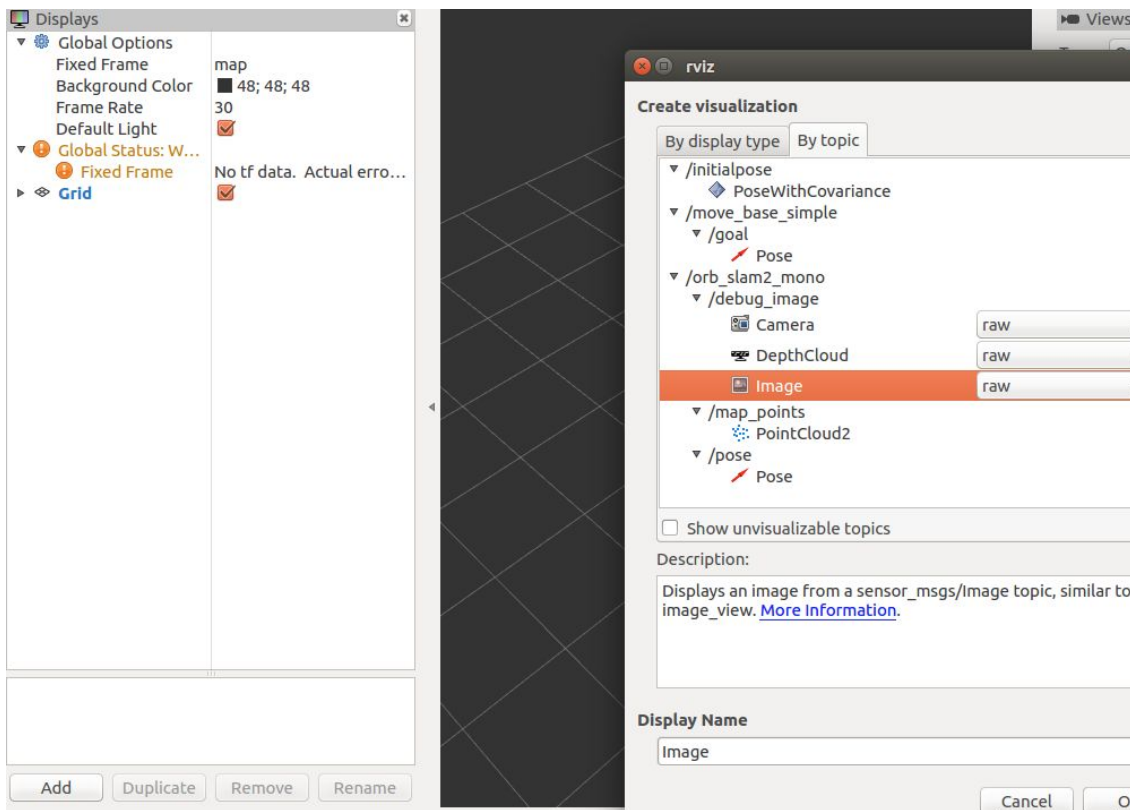 Displays
Global Options
Fixed Frame map
Background Color 48; 48; 48
Frame Rate 30
Default Light
Global Status: W...
Fixed Frame No tf data. Actual erro...
Grid
Add Duplicate Remove Rename
Views
rviz
Create visualization
By display type By topic
/initialpose
PoseWithCovariance
/move_base_simple
/goal
Pose
/orb_slam2_mono
/debug_image
Camera raw
DepthCloud raw
Image raw
/map_points
PointCloud2
/pose
Pose
Show unvisualizable topics
Description:
Displays an image from a sensor_msgs/Image topic, similar to
image_view. More Information.
Display Name
Image
Cancel